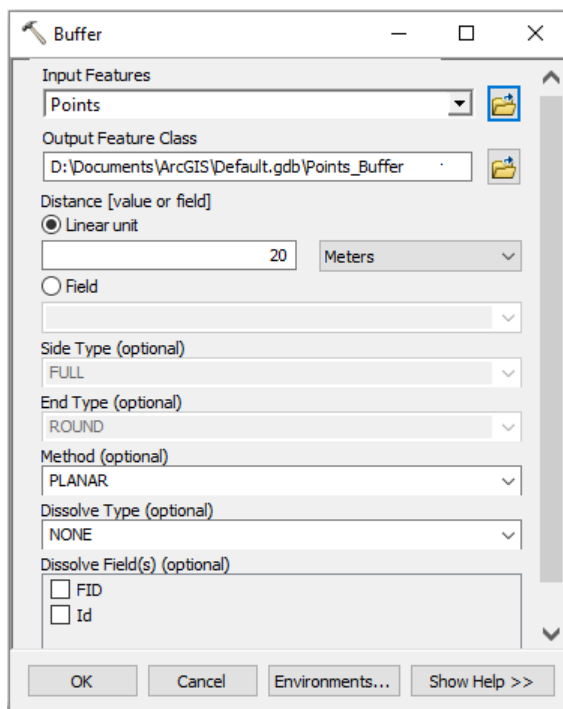 Buffer
Input Features
Points
Output Feature Class
D:\Documents\ArcGIS\Default.gdb\Points_Buffer
Distance [value or field]
Linear unit
20 Meters
Field
Side Type (optional)
FULL
End Type (optional)
ROUND
Method (optional)
PLANAR
Dissolve Type (optional)
NONE
Dissolve Field(s) (optional)
FID
Id
OK Cancel Environments... Show Help >>